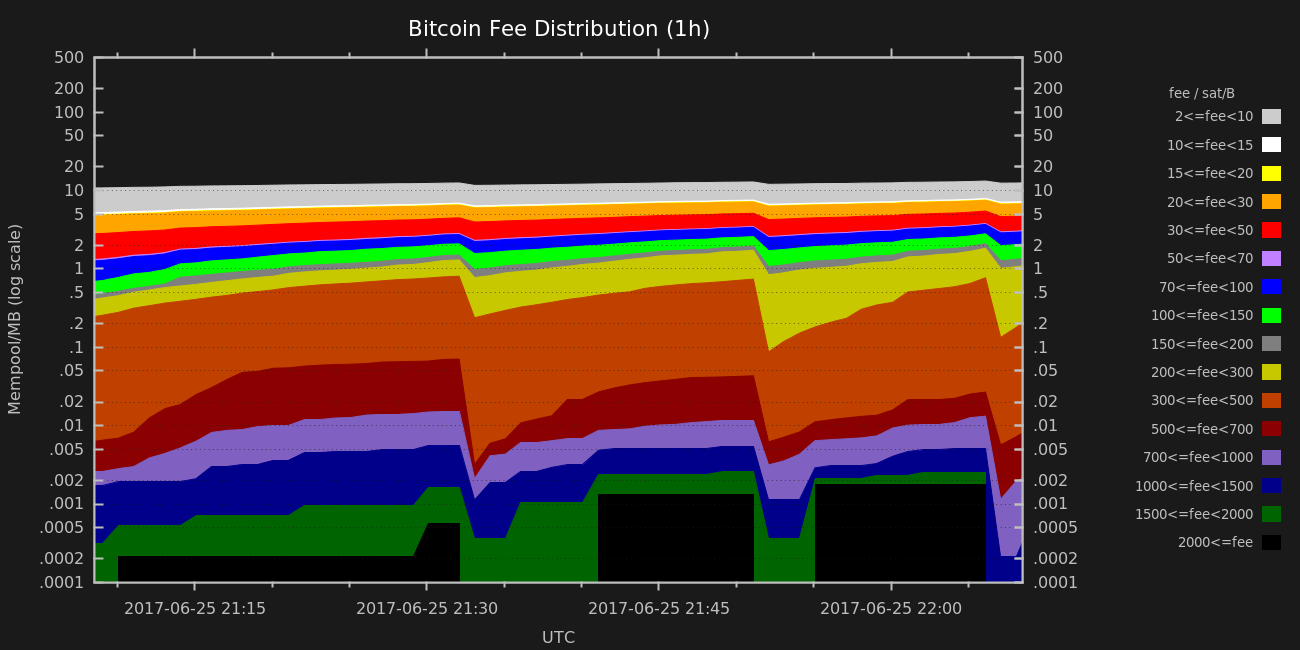 Bitcoin Fee Distribution (1h)
500
200
100
50
20
10
5
2
1
.5
.2
.1
.05
.02
.01
.005
.002
.001
.0005
.0002
.0001
Mempool/MB (log scale)
500
200
100
50
20
10
5
2
1
.5
.2
.1
.05
.02
.01
.005
.002
.001
.0005
.0002
.0001
2017-06-25 21:15 2017-06-25 21:30 2017-06-25 21:45 2017-06-25 22:00
UTC
fee / sat/B
2<=fee<10
10<=fee<15
15<=fee<20
20<=fee<30
30<=fee<50
50<=fee<70
70<=fee<100
100<=fee<150
150<=fee<200
200<=fee<300
300<=fee<500
500<=fee<700
700<=fee<1000
1000<=fee<1500
1500<=fee<2000
2000<=fee